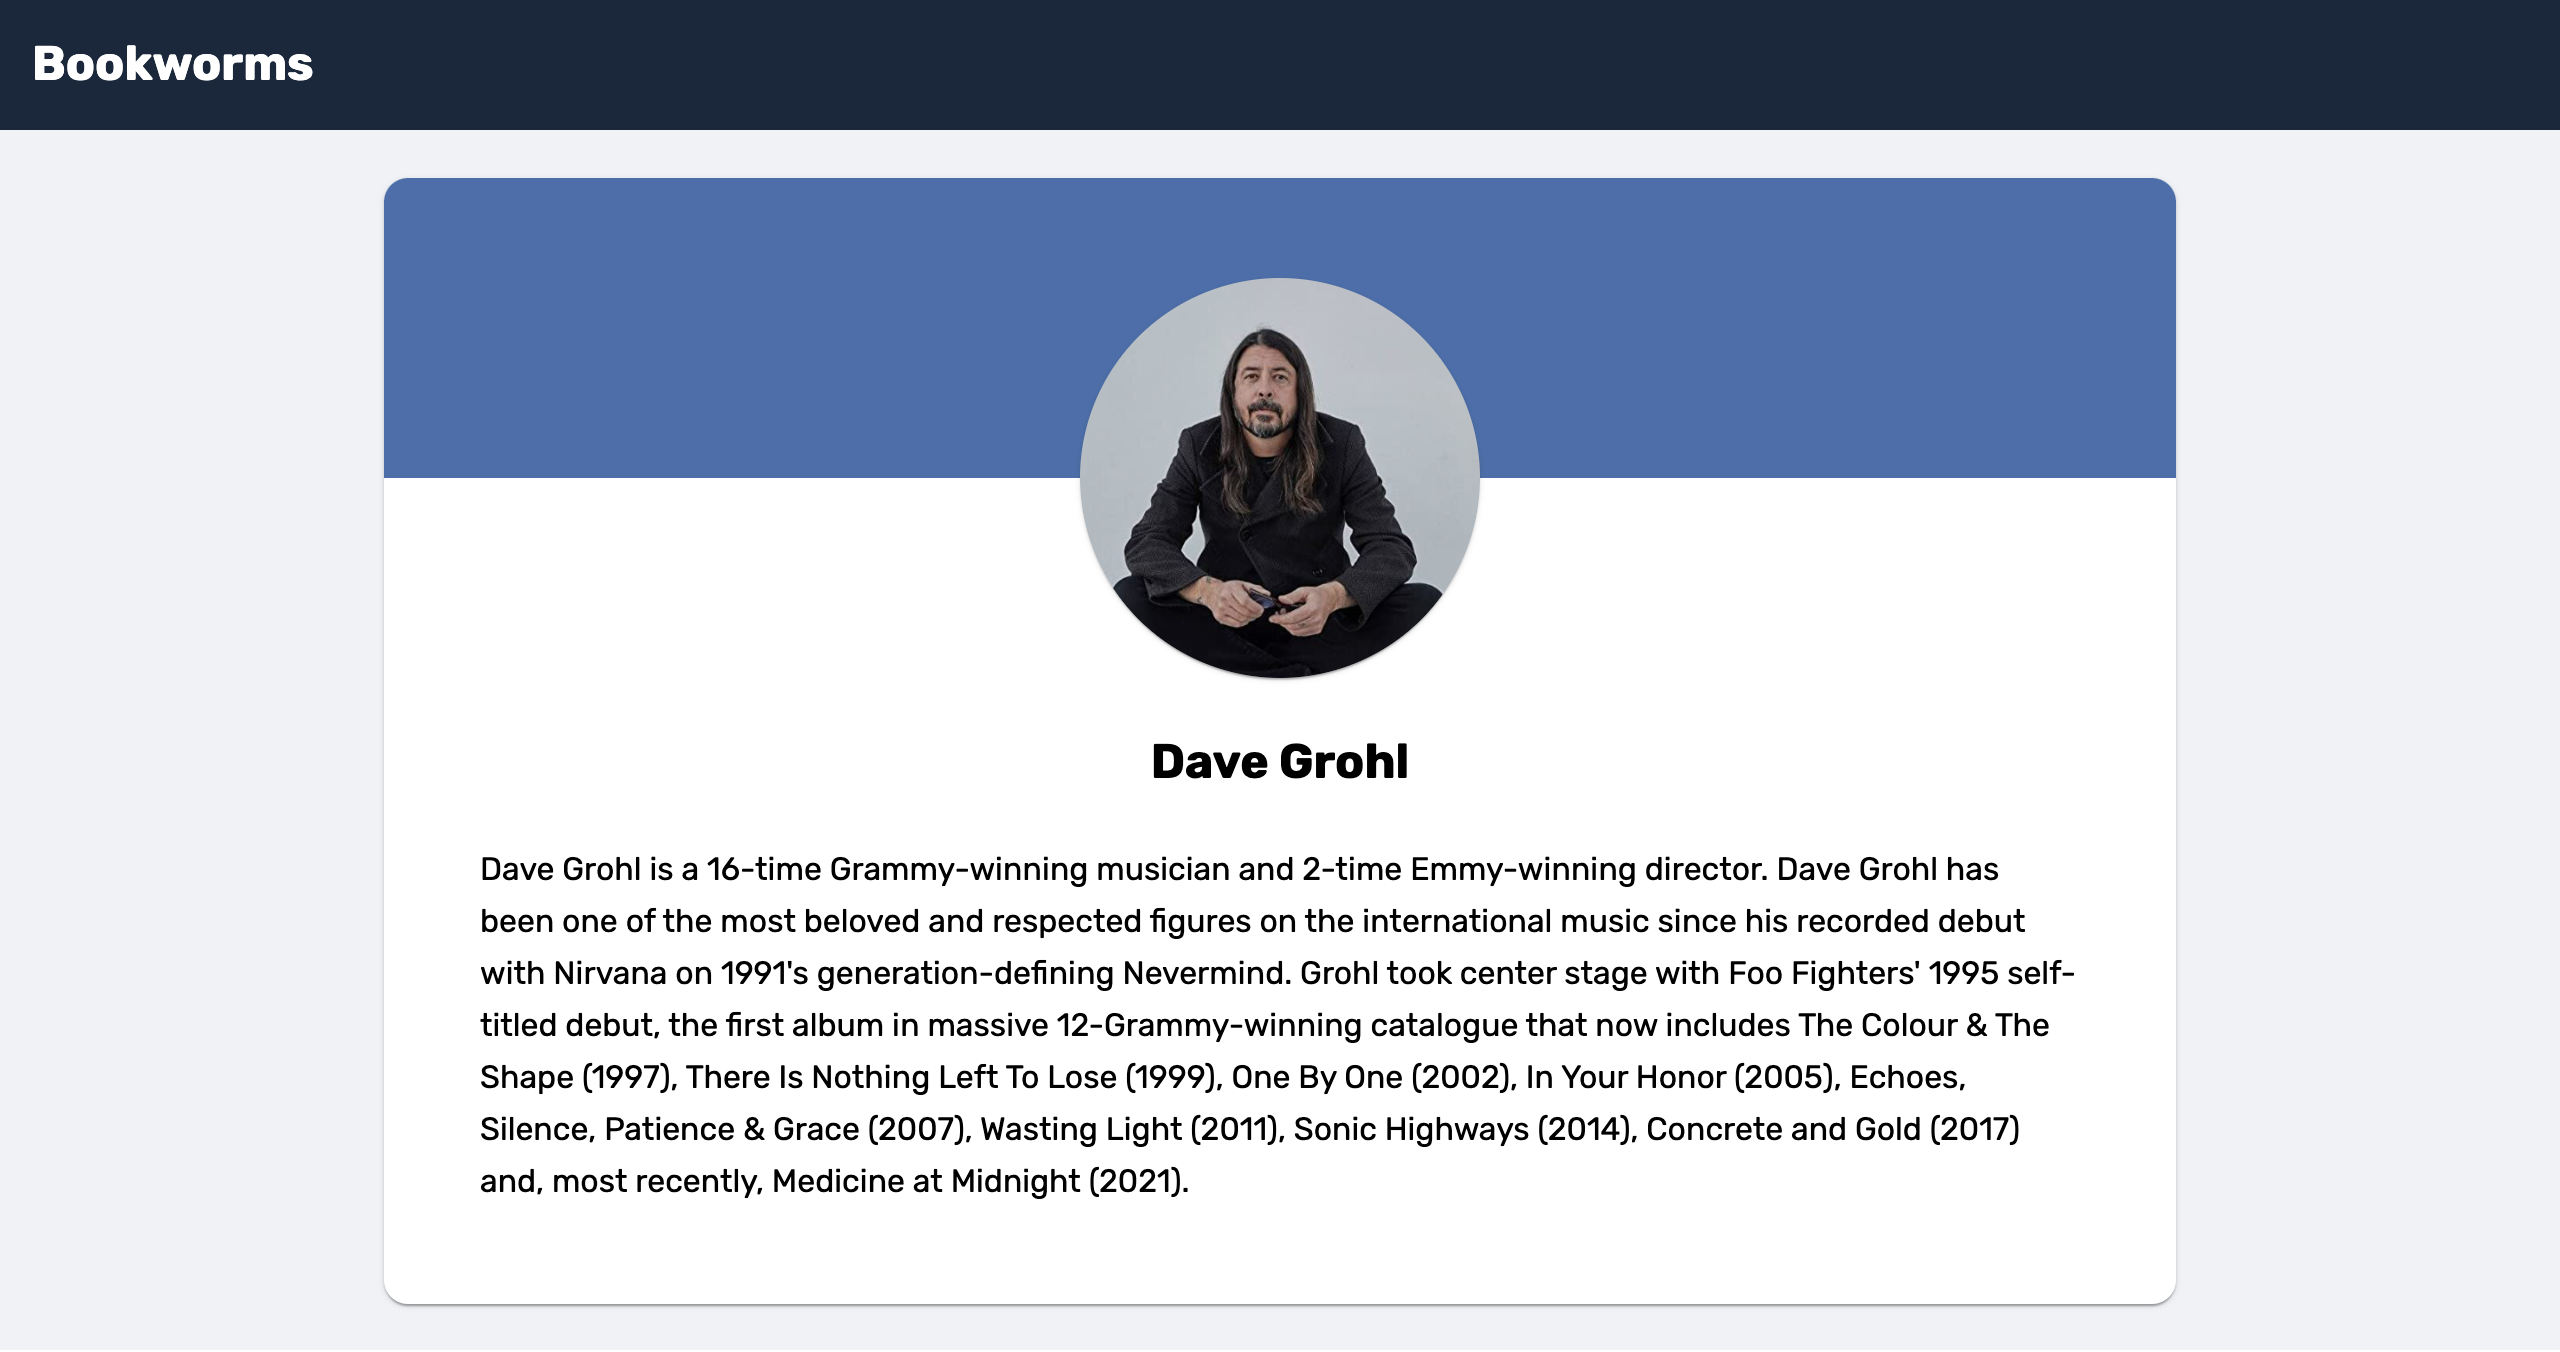 Bookworms
Dave Grohl
Dave Grohl is a 16-time Grammy-winning musician and 2-time Emmy-winning director. Dave Grohl has
been one of the most beloved and respected figures on the international music since his recorded debut
with Nirvana on 1991's generation-defining Nevermind. Grohl took center stage with Foo Fighters' 1995 self-
titled debut, the first album in massive 12-Grammy-winning catalogue that now includes The Colour & The
Shape (1997), There Is Nothing Left To Lose (1999), One By One (2002), In Your Honor (2005), Echoes,
Silence, Patience & Grace (2007), Wasting Light (2011), Sonic Highways (2014), Concrete and Gold (2017)
and, most recently, Medicine at Midnight (2021).